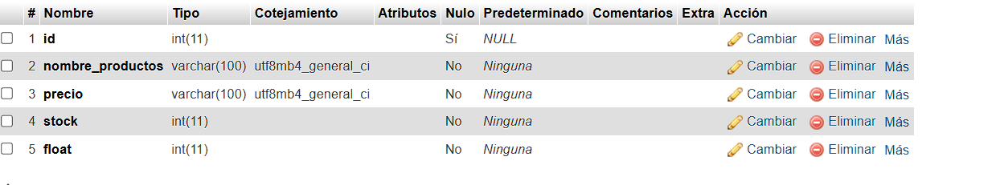 # Nombre Tipo Cotejamiento Atributos Nulo Predeterminado Comentarios Extra Acción
1 id int(11) Sí NULL Cambiar Eliminar Más
2 nombre_productos varchar(100) utf8mb4_general_ci No Ninguna Cambiar Eliminar Más
3 precio varchar(100) utf8mb4_general_ci No Ninguna Cambiar Eliminar Más
4 stock int(11) No Ninguna Cambiar Eliminar Más
5 float int(11) No Ninguna Cambiar Eliminar Más